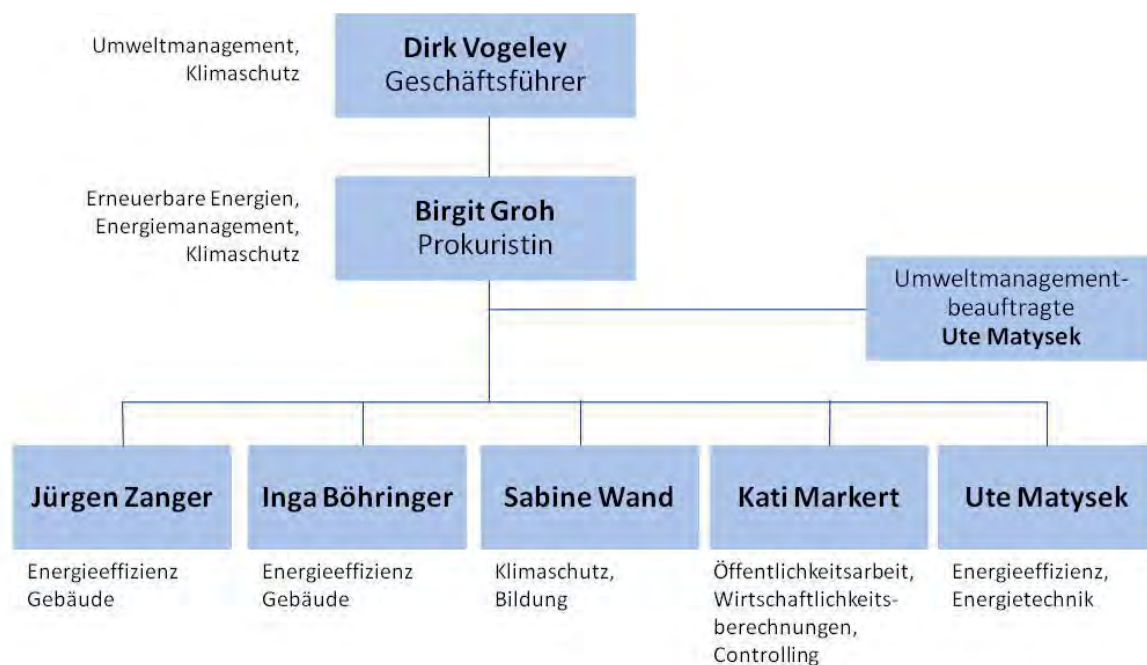 Umweltmanagement,
Klimaschutz
Dirk Vogeley
Geschäftsführer
Erneuerbare Energien,
Energiemanagement,
Klimaschutz
Birgit Groh
Prokuristin
Umweltmanagement-
beauftragte
Ute Matysek
Jürgen Zanger
Energieeffizienz
Gebäude
Inga Böhringer
Energieeffizienz
Gebäude
Sabine Wand
Klimaschutz,
Bildung
Kati Markert
Öffentlichkeitsarbeit,
Wirtschaftlichkeits-
berechnungen,
Controlling
Ute Matysek
Energieeffizienz,
Energietechnik